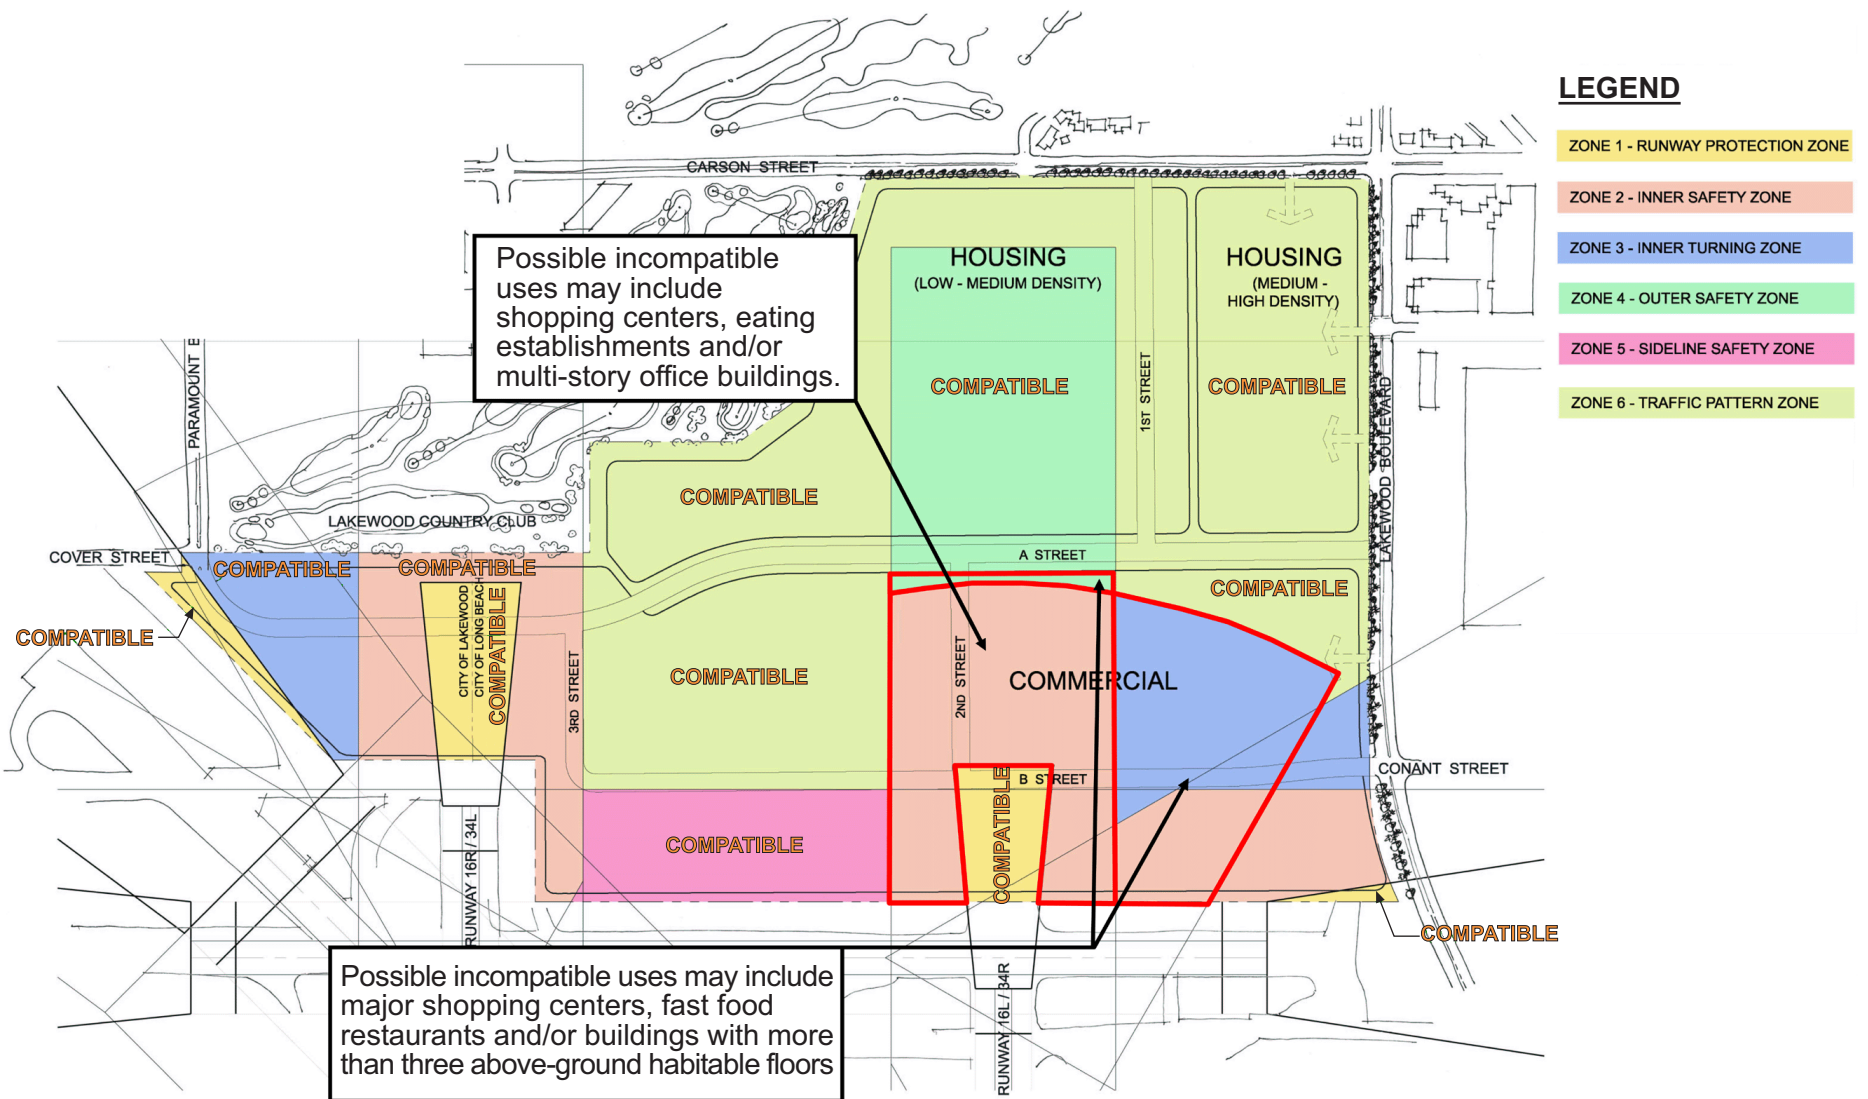 LEGEND
ZONE 1 - RUNWAY PROTECTION ZONE
ZONE 2 - INNER SAFETY ZONE
ZONE 3 - INNER TURNING ZONE
ZONE 4 - OUTER SAFETY ZONE
ZONE 5 - SIDELINE SAFETY ZONE
ZONE 6 - TRAFFIC PATTERN ZONE
CARSON STREET
Possible incompatible
uses may include
shopping centers, eating
establishments and/or
multi-story office buildings.
HOUSING
(LOW - MEDIUM DENSITY)
HOUSING
(MEDIUM -
HIGH DENSITY)
COMPATIBLE
COMPATIBLE
1ST STREET
LAKEWOOD BOULEVARD
PARAMOUNT B
COMPATIBLE
LAKEWOOD COUNTRY CLUB
COVER STREET
A STREET
COMPATIBLE
COMPATIBLE
COMPATIBLE
CITY OF LAKEWOOD
CITY OF LONG BEACH
COMPATIBLE
COMPATIBLE
COMPATIBLE
3RD STREET
2ND STREET
COMMERCIAL
B STREET
CONANT STREET
COMPATIBLE
COMPATIBLE
COMPATIBLE
RUNWAY 16R / 34L
RUNWAY 16L / 34R
Possible incompatible uses may include
major shopping centers, fast food
restaurants and/or buildings with more
than three above-ground habitable floors